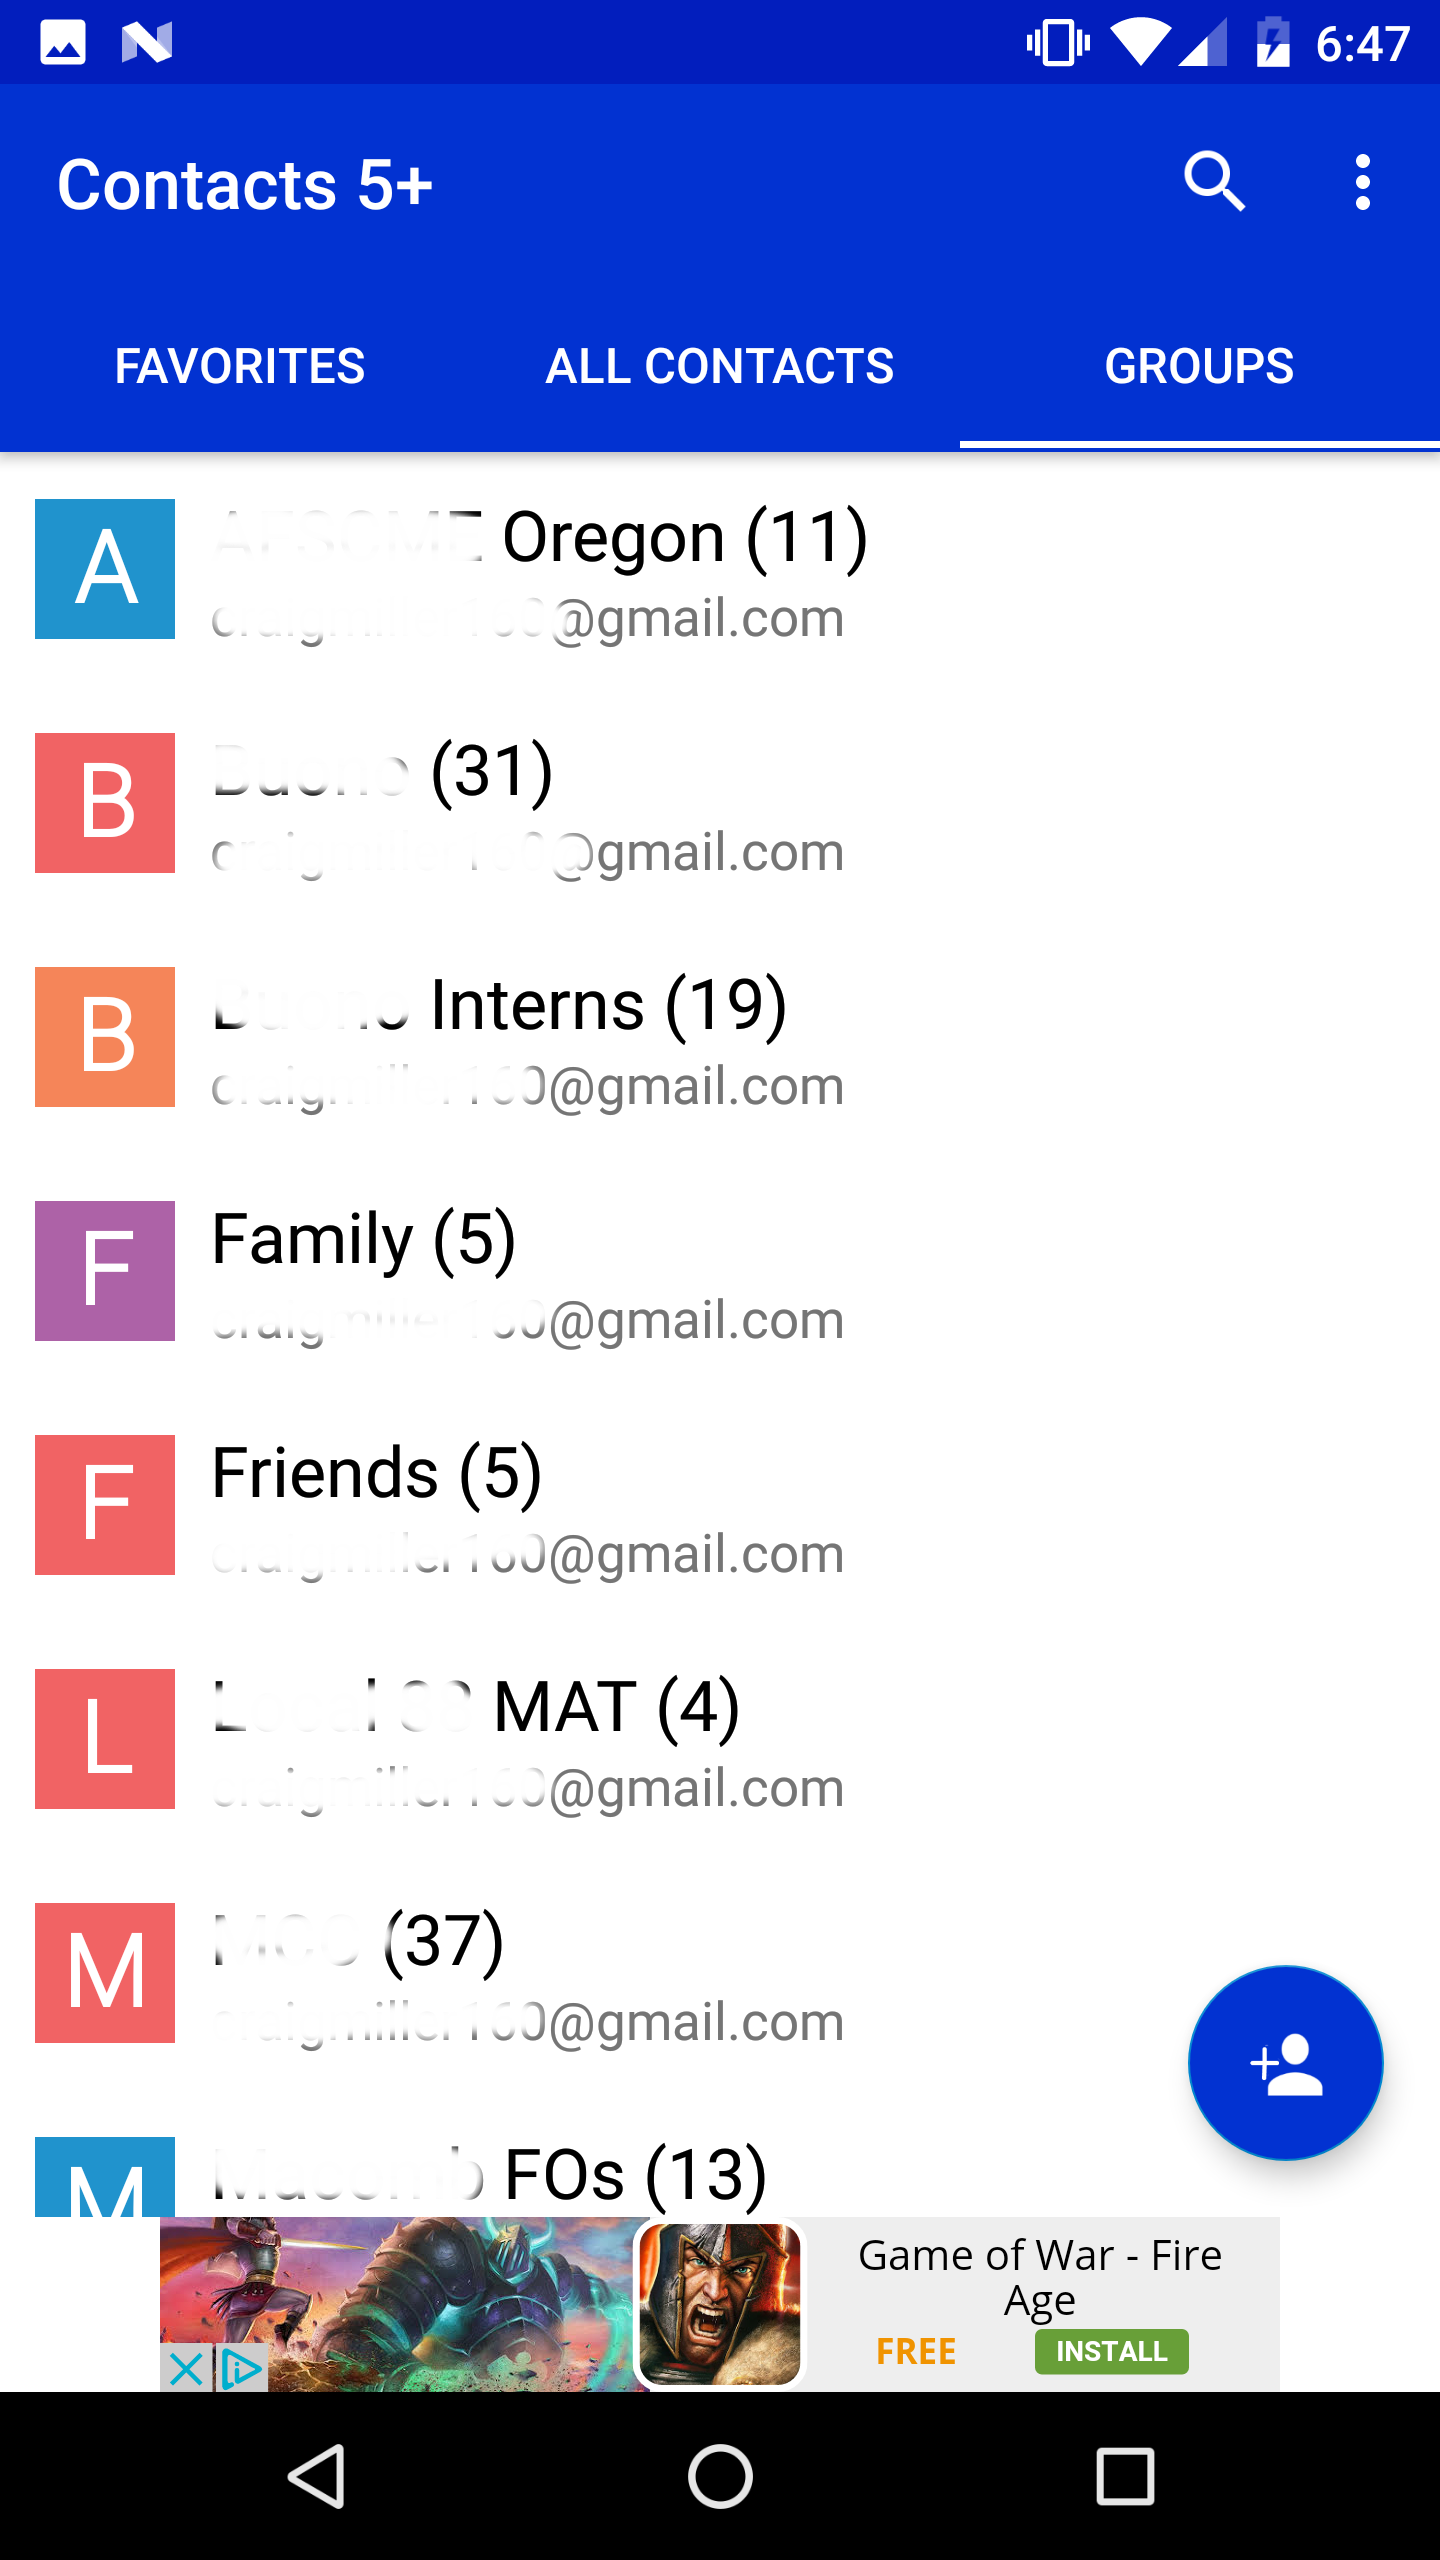 6:47
Contacts 5+
FAVORITES ALL CONTACTS GROUPS
A
Oregon (11)
@gmail.com
B
(31)
@gmail.com
B
Interns (19)
@gmail.com
F
Family (5)
@gmail.com
F
Friends (5)
@gmail.com
L
MAT (4)
@gmail.com
M
(37)
@gmail.com
M
FOs (13)
Game of War - Fire
Age
FREE INSTALL